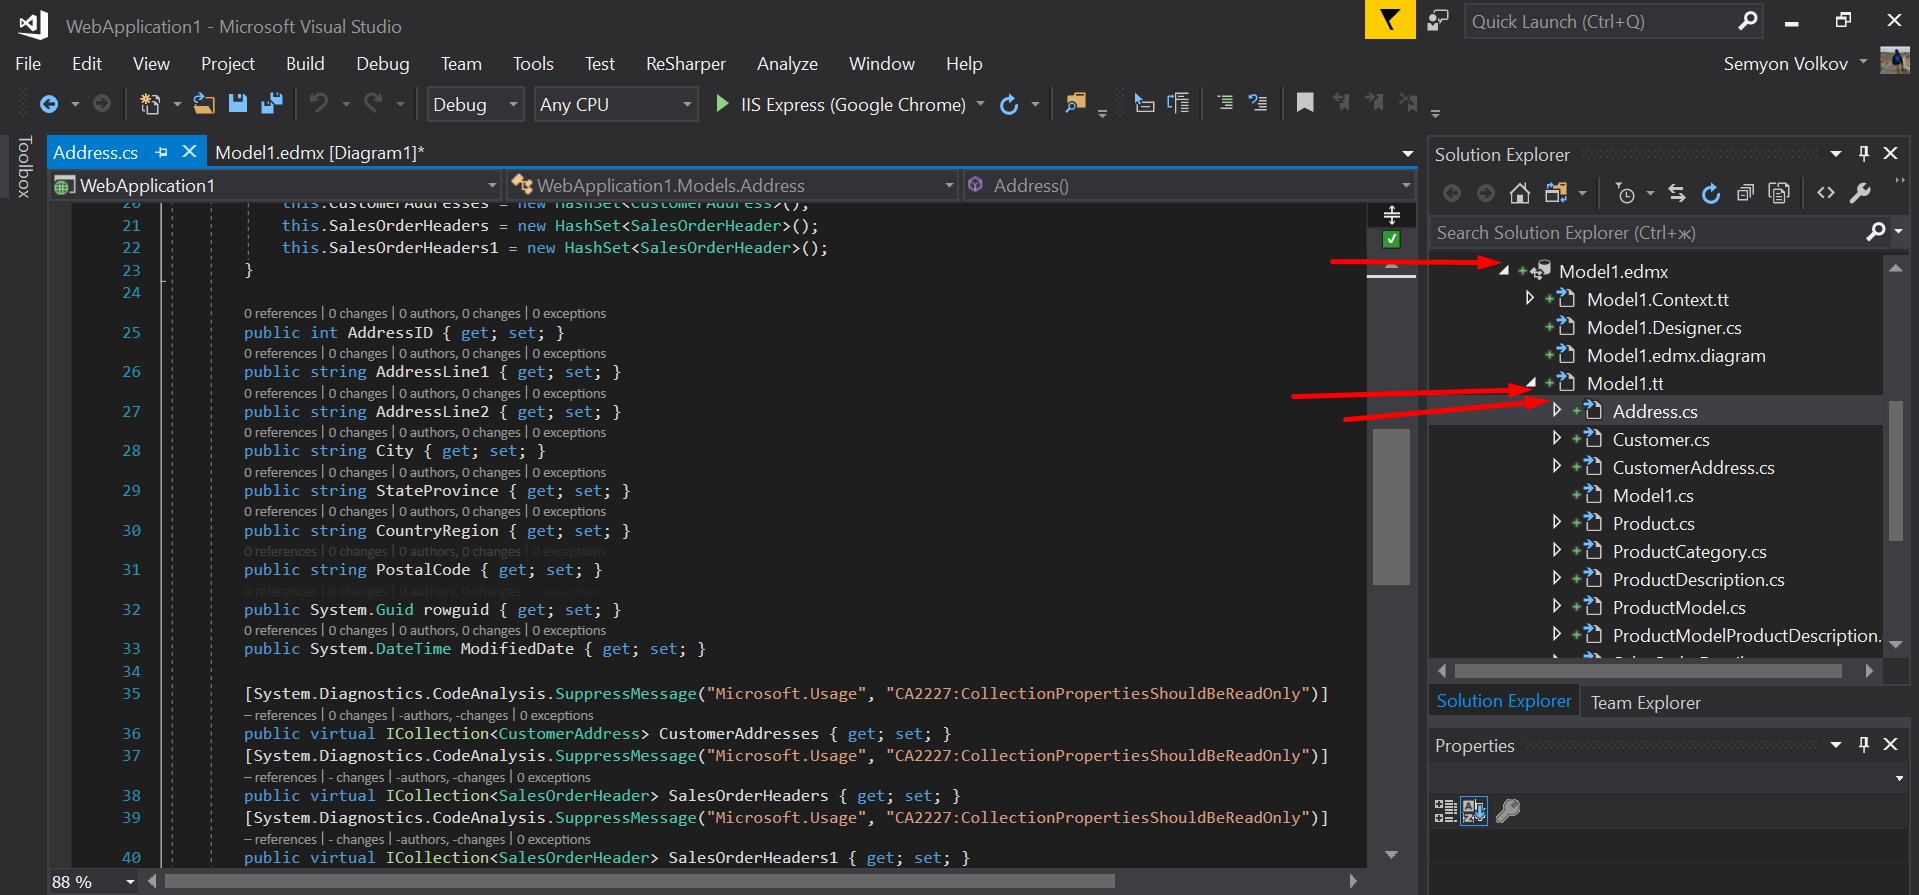 WebApplication1 - Microsoft Visual Studio
Quick Launch (Ctrl+Q)
File Edit View Project Build Debug Team Tools Test ReSharper Analyze Window Help
Semyon Volkov
Debug Any CPU IIS Express (Google Chrome)
Toolbox
Address.cs Model1.edmx [Diagram1]*
WebApplication1 WebApplication1.Models.Address Address()
20 this.CustomerAddresses = new HashSet<CustomerAddress>();
21 this.SalesOrderHeaders = new HashSet<SalesOrderHeader>();
22 this.SalesOrderHeaders1 = new HashSet<SalesOrderHeader>();
23 }
24
0 references | 0 changes | 0 authors, 0 changes | 0 exceptions
25 public int AddressID { get; set; }
0 references | 0 changes | 0 authors, 0 changes | 0 exceptions
26 public string AddressLine1 { get; set; }
0 references | 0 changes | 0 authors, 0 changes | 0 exceptions
27 public string AddressLine2 { get; set; }
0 references | 0 changes | 0 authors, 0 changes | 0 exceptions
28 public string City { get; set; }
0 references | 0 changes | 0 authors, 0 changes | 0 exceptions
29 public string StateProvince { get; set; }
0 references | 0 changes | 0 authors, 0 changes | 0 exceptions
30 public string CountryRegion { get; set; }
0 references | 0 changes | 0 authors, 0 changes | 0 exceptions
31 public string PostalCode { get; set; }
0 references | 0 changes | 0 authors, 0 changes | 0 exceptions
32 public System.Guid rowguid { get; set; }
0 references | 0 changes | 0 authors, 0 changes | 0 exceptions
33 public System.DateTime ModifiedDate { get; set; }
34
35 [System.Diagnostics.CodeAnalysis.SuppressMessage("Microsoft.Usage", "CA2227:CollectionPropertiesShouldBeReadOnly")]
– references | 0 changes | -authors, -changes | 0 exceptions
36 public virtual ICollection<CustomerAddress> CustomerAddresses { get; set; }
37 [System.Diagnostics.CodeAnalysis.SuppressMessage("Microsoft.Usage", "CA2227:CollectionPropertiesShouldBeReadOnly")]
– references | - changes | -authors, -changes | 0 exceptions
38 public virtual ICollection<SalesOrderHeader> SalesOrderHeaders { get; set; }
39 [System.Diagnostics.CodeAnalysis.SuppressMessage("Microsoft.Usage", "CA2227:CollectionPropertiesShouldBeReadOnly")]
– references | - changes | -authors, -changes | 0 exceptions
40 public virtual ICollection<SalesOrderHeader> SalesOrderHeaders1 { get; set; }
88 %
Solution Explorer
Search Solution Explorer (Ctrl+ж)
Model1.edmx
Model1.Context.tt
Model1.Designer.cs
Model1.edmx.diagram
Model1.tt
Address.cs
Customer.cs
CustomerAddress.cs
Model1.cs
Product.cs
ProductCategory.cs
ProductDescription.cs
ProductModel.cs
ProductModelProductDescription.
Solution Explorer Team Explorer
Properties